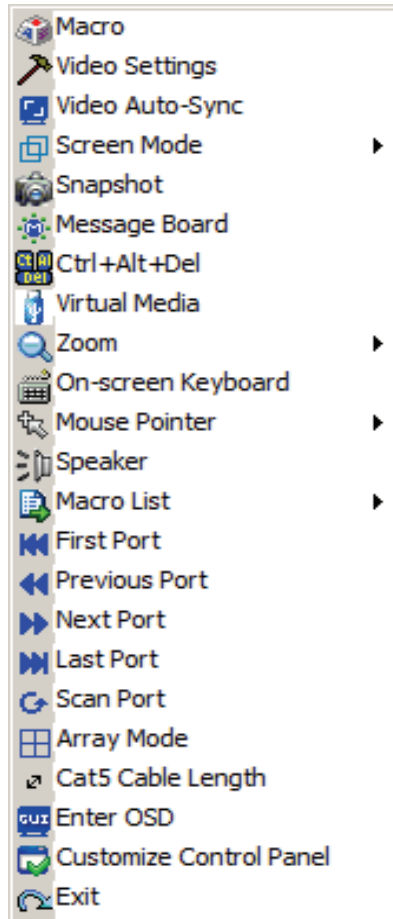 Macro
Video Settings
Video Auto-Sync
Screen Mode
Snapshot
Message Board
Ctrl+Alt+Del
Virtual Media
Zoom
On-screen Keyboard
Mouse Pointer
Speaker
Macro List
First Port
Previous Port
Next Port
Last Port
Scan Port
Array Mode
Cat5 Cable Length
GUI Enter OSD
Customize Control Panel
Exit